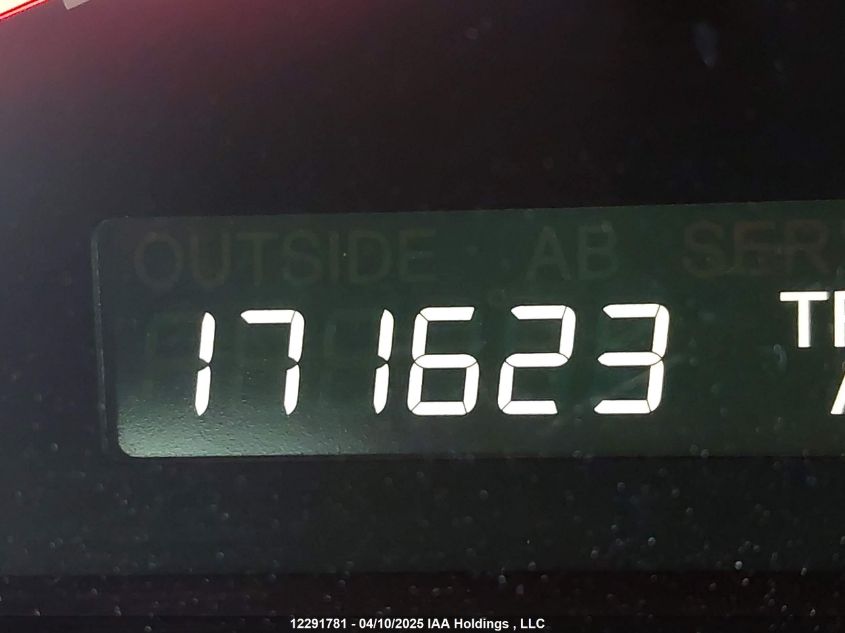 OUTSIDE AB SER
171623
12291781 - 04/10/2025 IAA Holdings , LLC